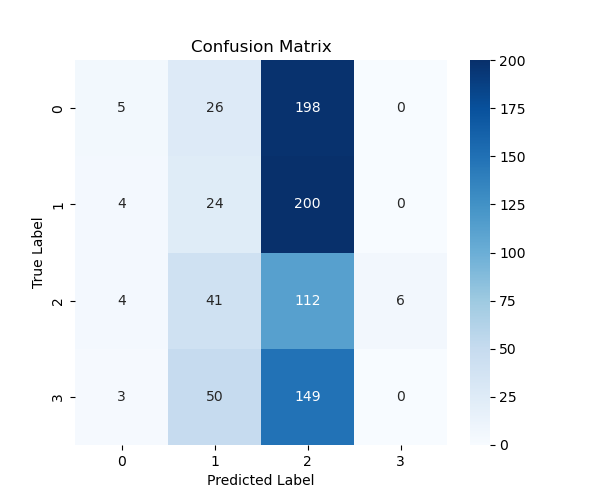 Confusion Matrix
True Label
0 5 26 198 0
1 4 24 200 0
2 4 41 112 6
3 3 50 149 0
0 1 2 3
Predicted Label
200
175
150
125
100
75
50
25
0